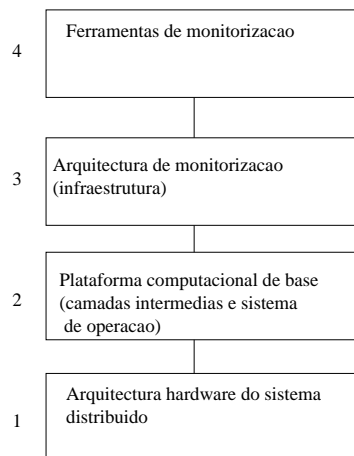 4
Ferramentas de monitorizacao
3
Arquitectura de monitorizacao
(infraestrutura)
2
Plataforma computacional de base
(camadas intermedias e sistema
de operacao)
1
Arquitectura hardware do sistema
distribuido